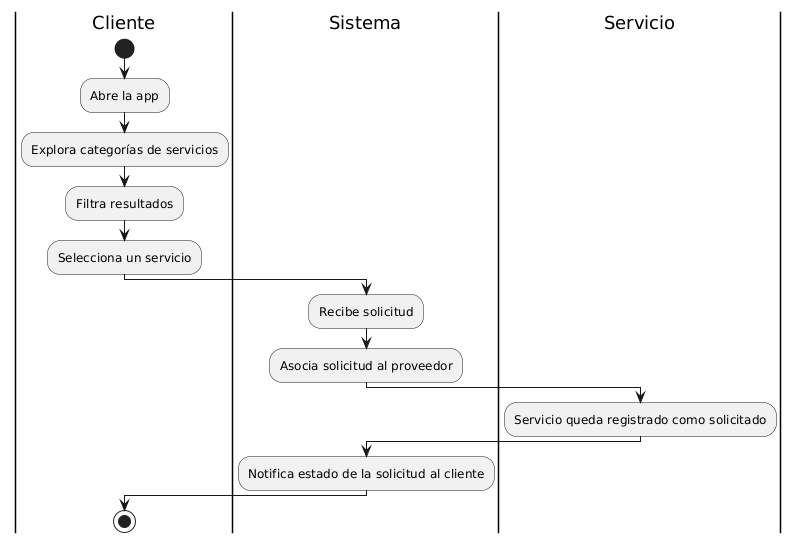 Cliente
Sistema
Servicio
Abre la app
Explora categorías de servicios
Filtra resultados
Selecciona un servicio
Recibe solicitud
Asocia solicitud al proveedor
Servicio queda registrado como solicitado
Notifica estado de la solicitud al cliente